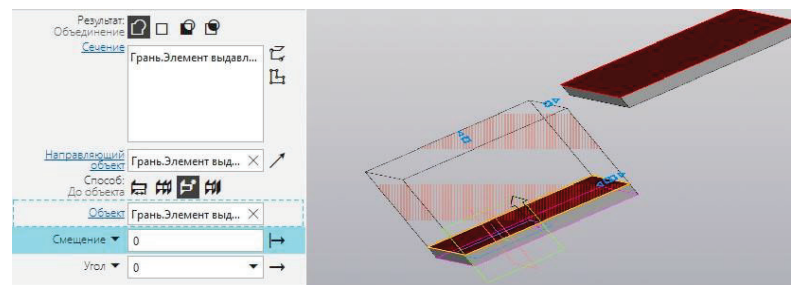 Результат:
Объединение
Сечение
Грань.Элемент выдавл...
Направляющий
объект
Грань.Элемент выд...
Способ:
До объекта
Объект
Грань.Элемент выд...
Смещение
0
Угол
0